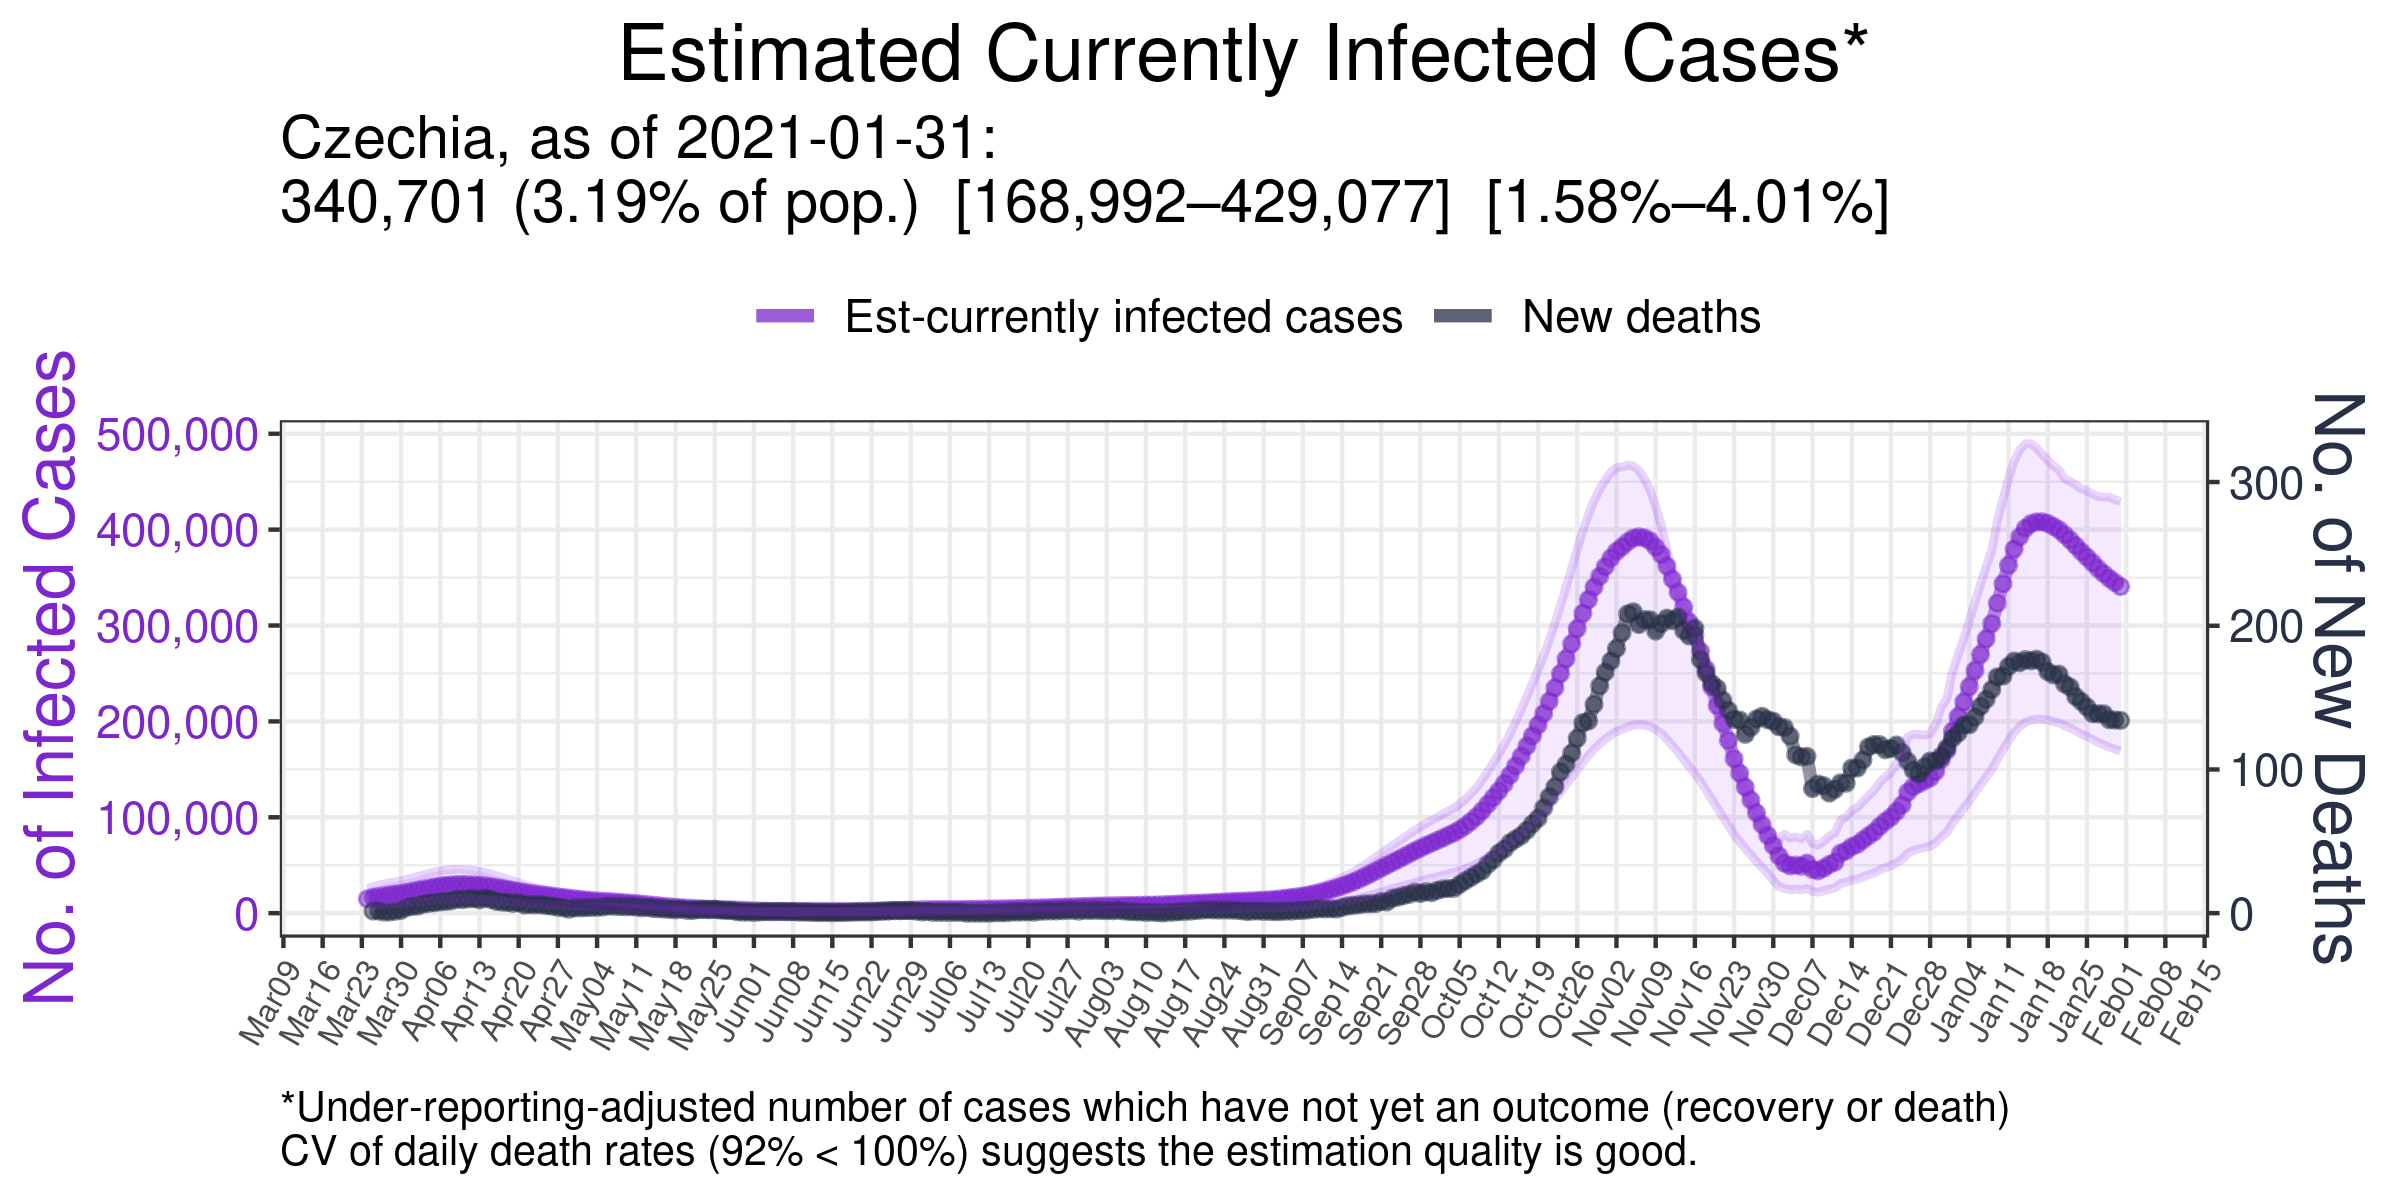 Estimated Currently Infected Cases*
Czechia, as of 2021-01-31:
340,701 (3.19% of pop.) [168,992–429,077] [1.58%–4.01%]
Est-currently infected cases
New deaths
No. of Infected Cases
500,000
400,000
300,000
200,000
100,000
0
No. of New Deaths
300
200
100
0
Mar09
Mar16
Mar23
Mar30
Apr06
Apr13
Apr20
Apr27
May04
May11
May18
May25
Jun01
Jun08
Jun15
Jun22
Jun29
Jul06
Jul13
Jul20
Jul27
Aug03
Aug10
Aug17
Aug24
Aug31
Sep07
Sep14
Sep21
Sep28
Oct05
Oct12
Oct19
Oct26
Nov02
Nov09
Nov16
Nov23
Nov30
Dec07
Dec14
Dec21
Dec28
Jan04
Jan11
Jan18
Jan25
Feb01
Feb08
Feb15
*Under-reporting-adjusted number of cases which have not yet an outcome (recovery or death)
CV of daily death rates (92% < 100%) suggests the estimation quality is good.